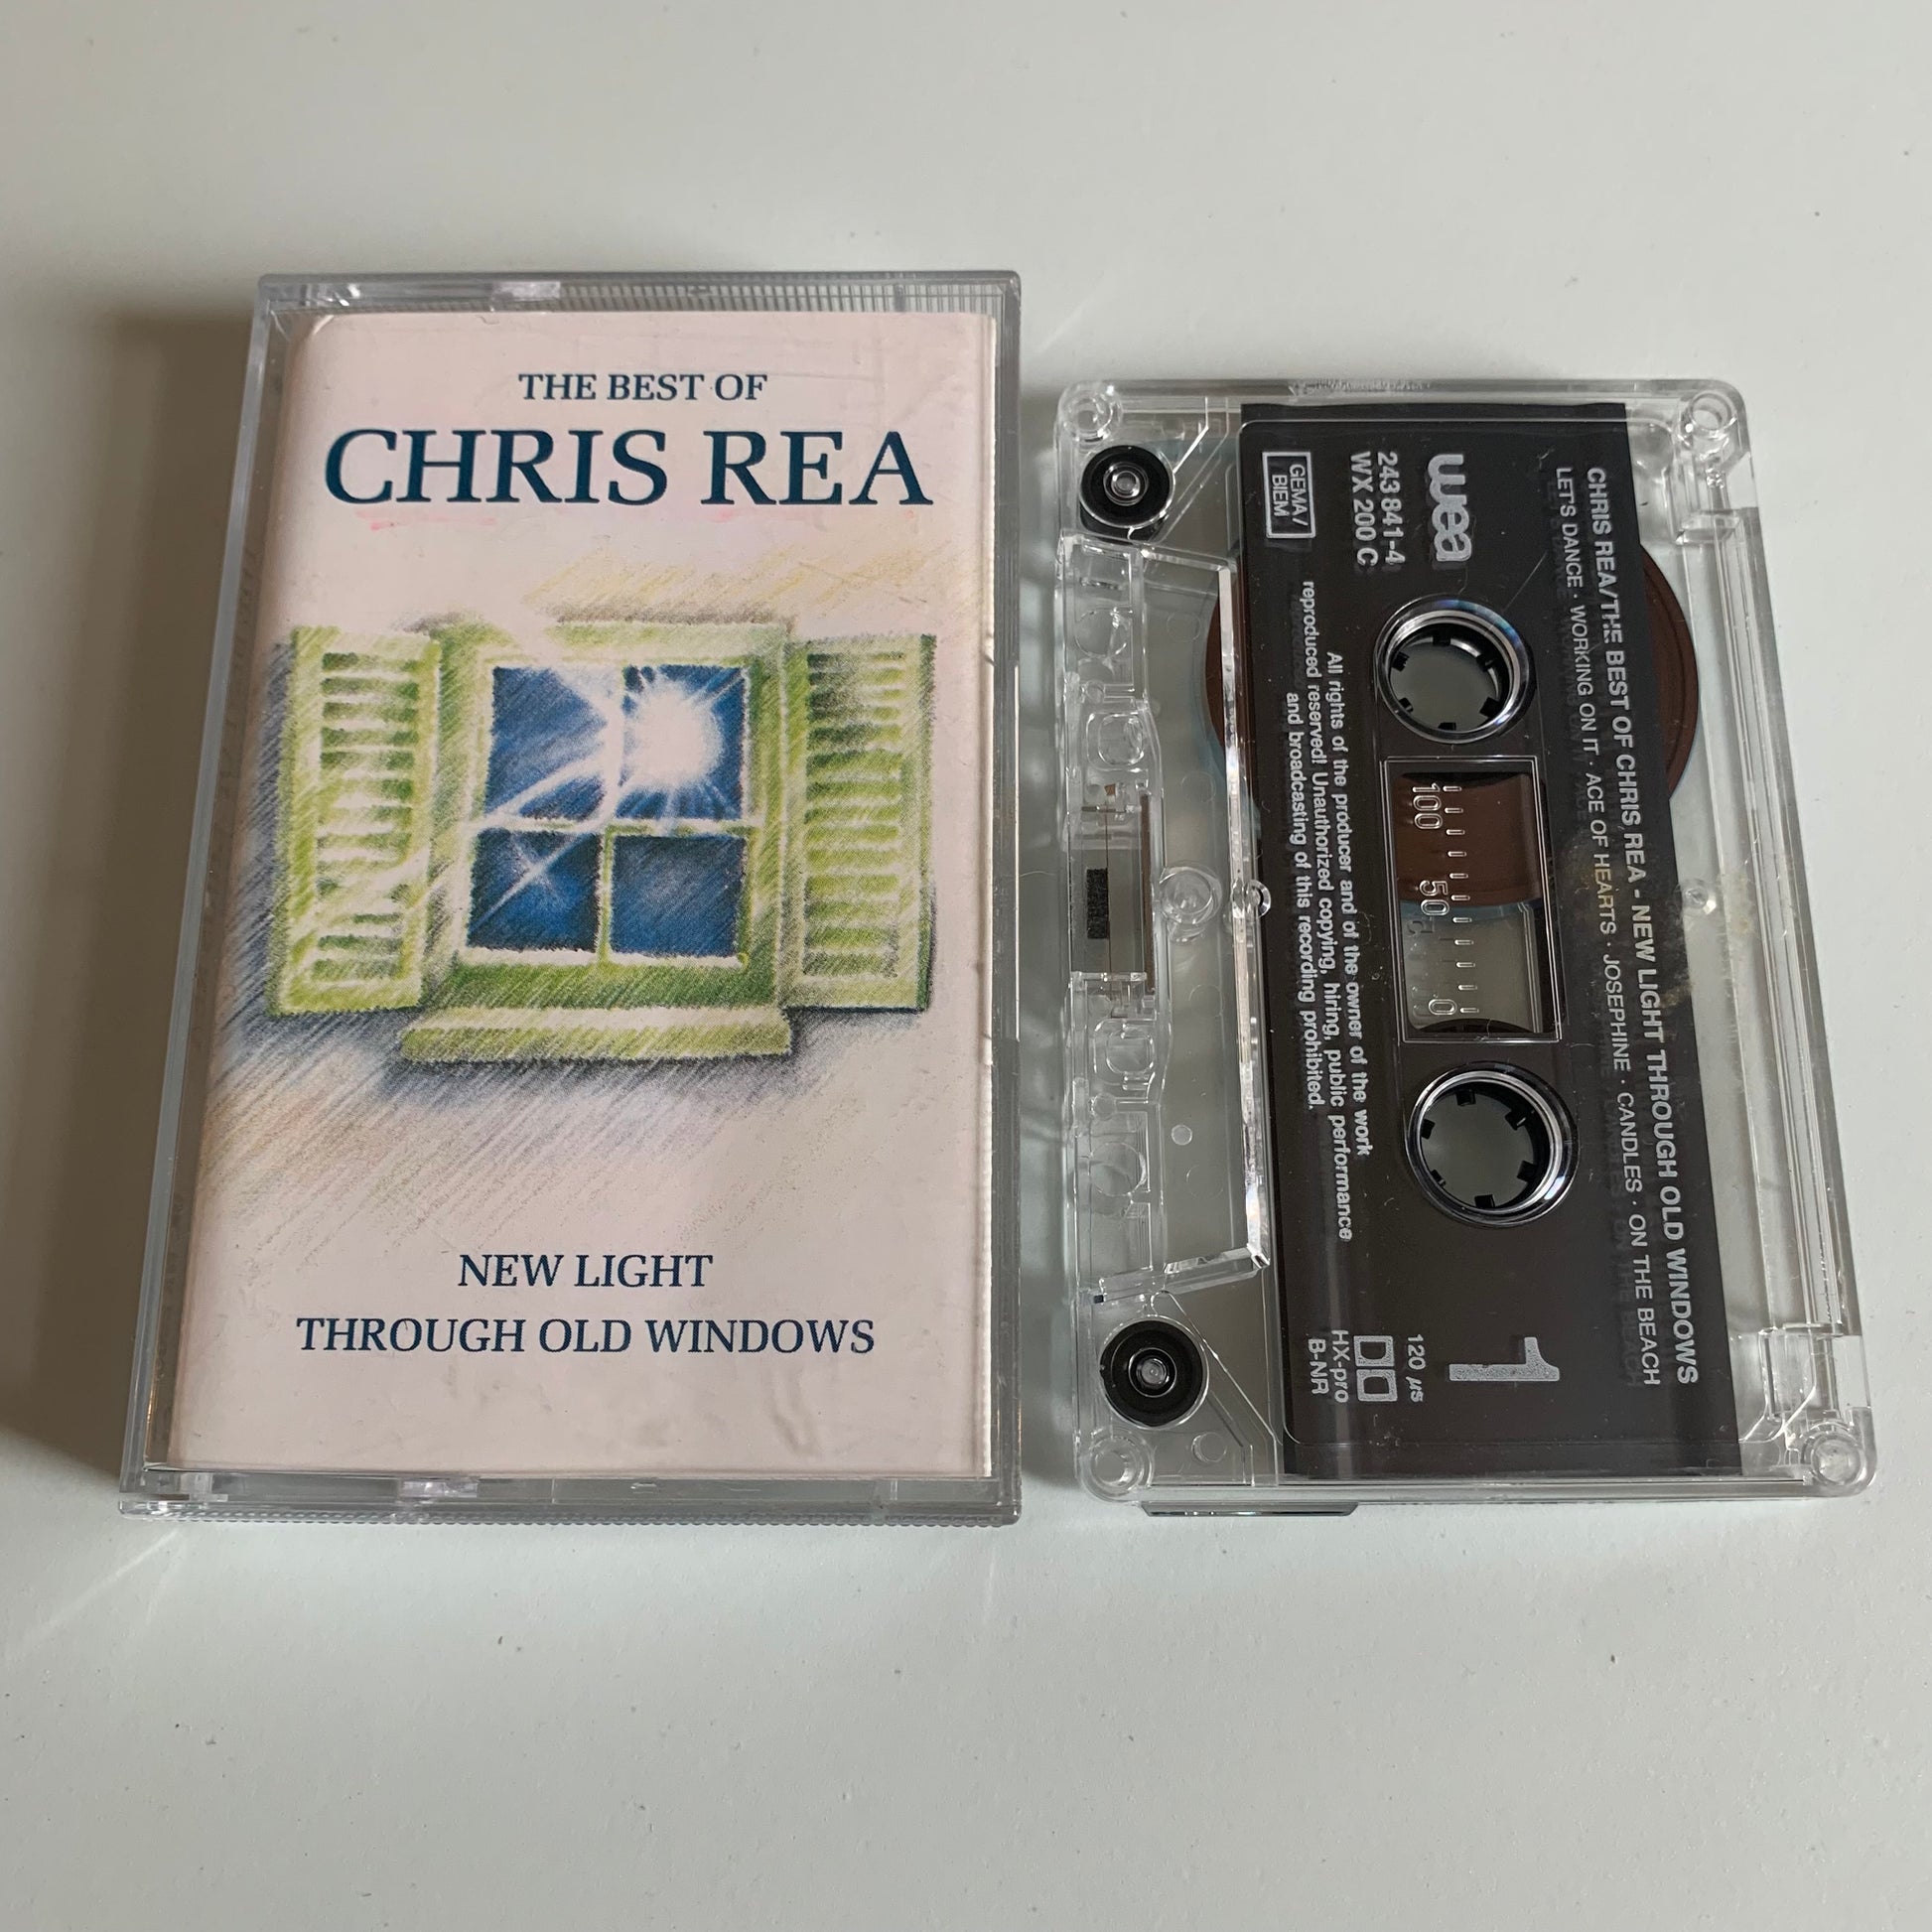 THE BEST OF
CHRIS REA
NEW LIGHT
THROUGH OLD WINDOWS
CHRIS REA/THE BEST OF CHRIS REA - NEW LIGHT THROUGH OLD WINDOWS
LET'S DANCE · WORKING ON IT · ACE OF HEARTS · JOSEPHINE · CANDLES · ON THE BEACH
wea
243 841-4
WX 200 C
GEMA/
BIEM
100 50 0
1
120 µs
HX-pro
B-NR
All rights of the producer and of the owner of the work
reproduced reserved! Unauthorized copying, hiring, public performance
and broadcasting of this recording prohibited.